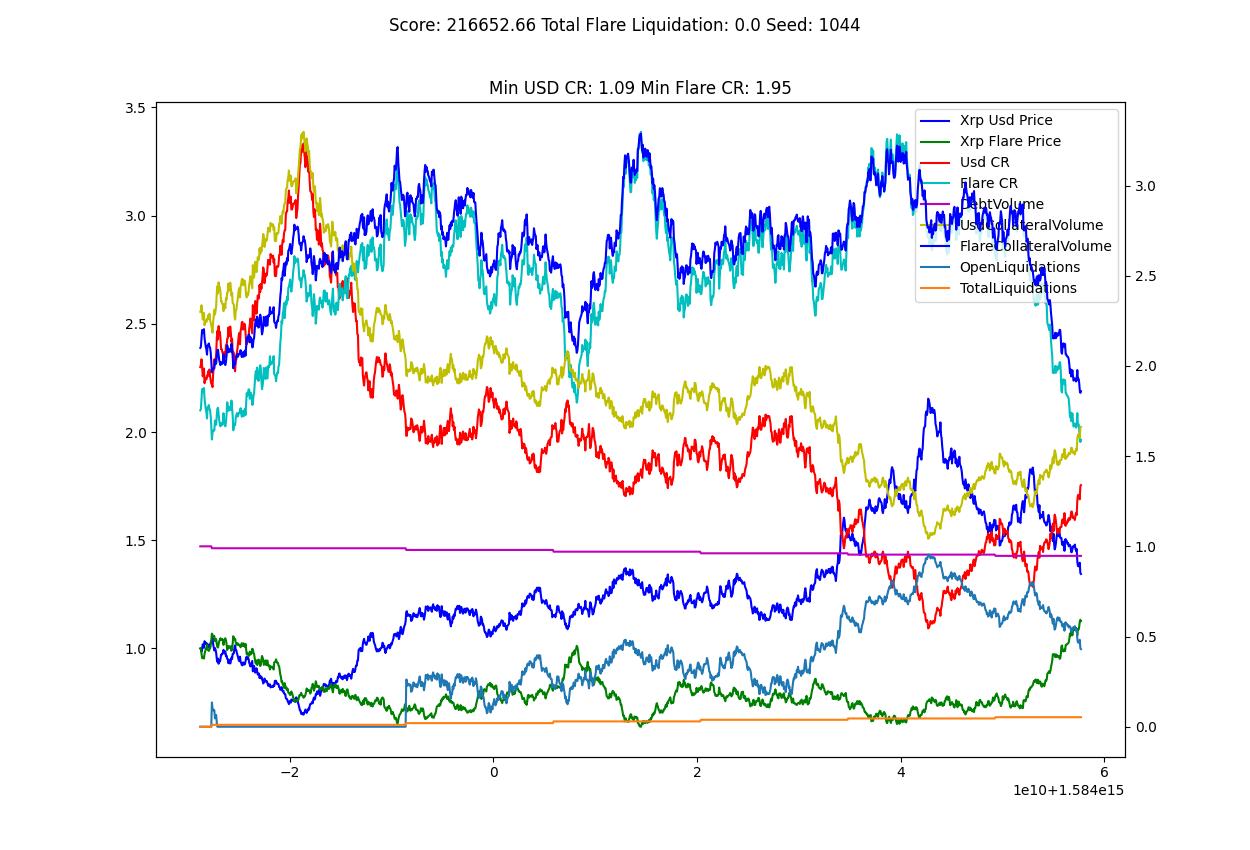 Score: 216652.66 Total Flare Liquidation: 0.0 Seed: 1044
Min USD CR: 1.09 Min Flare CR: 1.95
3.5
3.0
2.5
2.0
1.5
1.0
Xrp Usd Price
Xrp Flare Price
Usd CR
Flare CR
DebtVolume
UsdCollateralVolume
FlareCollateralVolume
OpenLiquidations
TotalLiquidations
3.0
2.5
2.0
1.5
1.0
0.5
0.0
−2 0 2 4 6
1e10+1.584e15